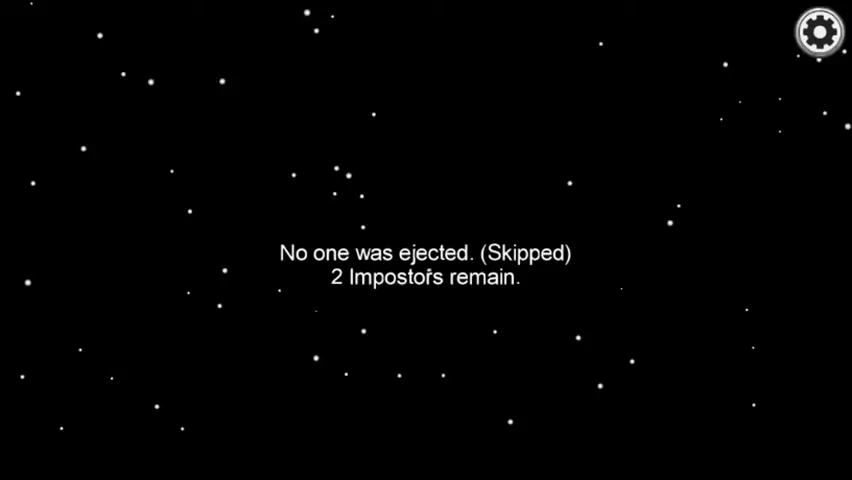 No one was ejected. (Skipped)
2 Impostors remain.